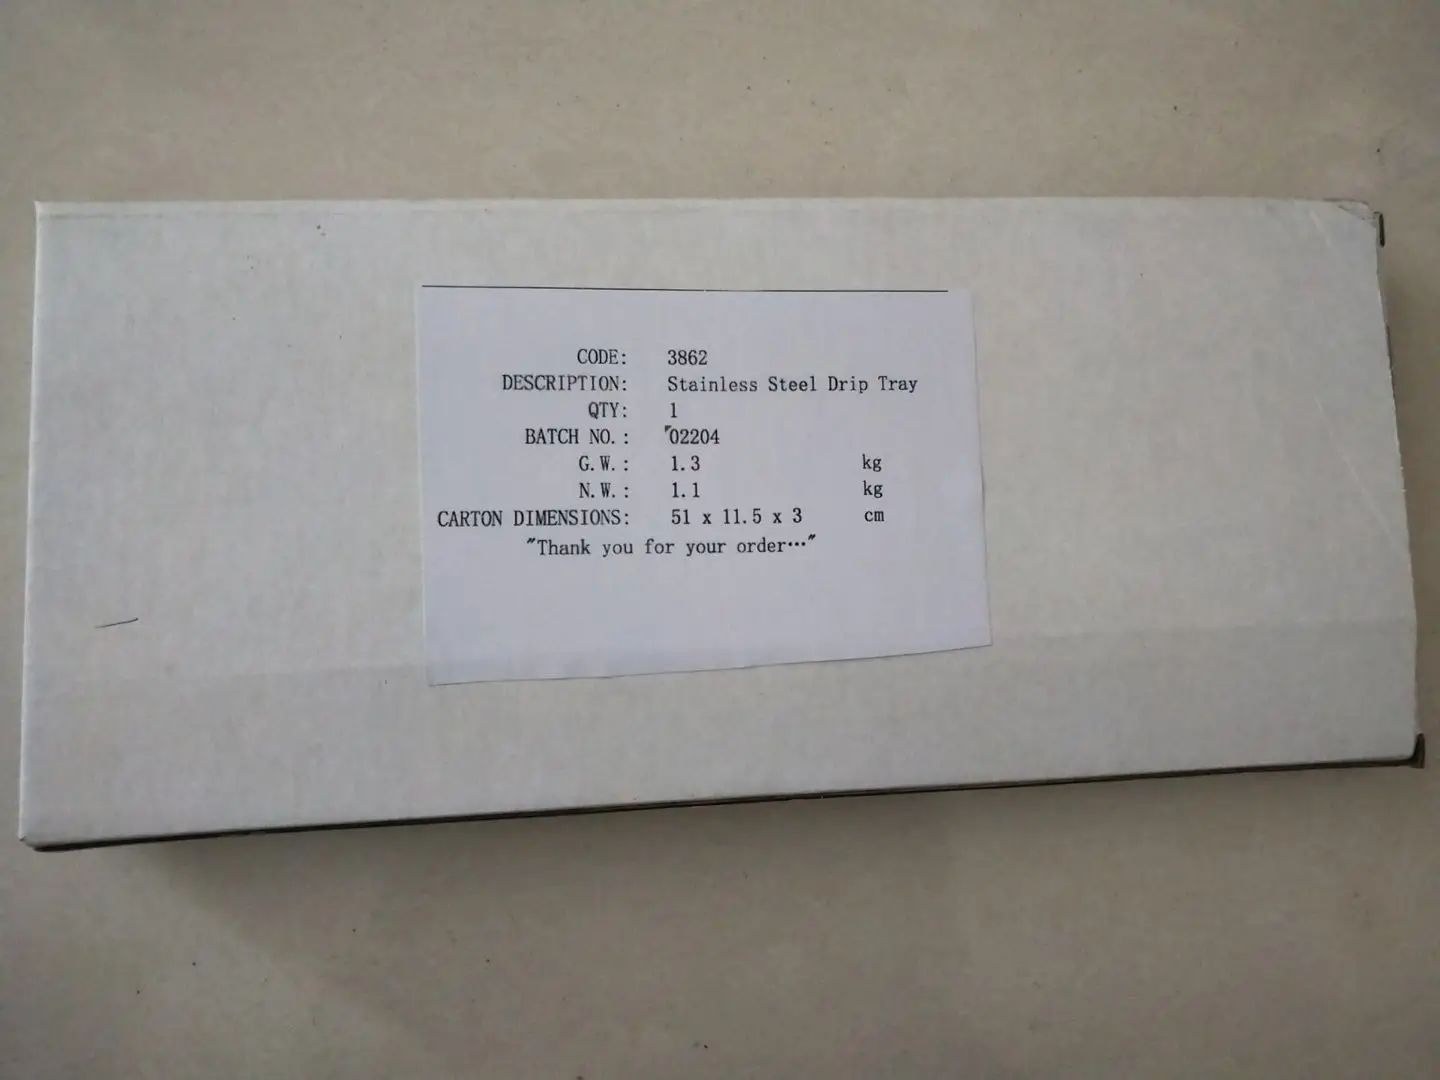 CODE: 3862
DESCRIPTION: Stainless Steel Drip Tray
QTY: 1
BATCH NO.: 02204
G.W.: 1.3 kg
N.W.: 1.1 kg
CARTON DIMENSIONS: 51 x 11.5 x 3 cm
"Thank you for your order…"